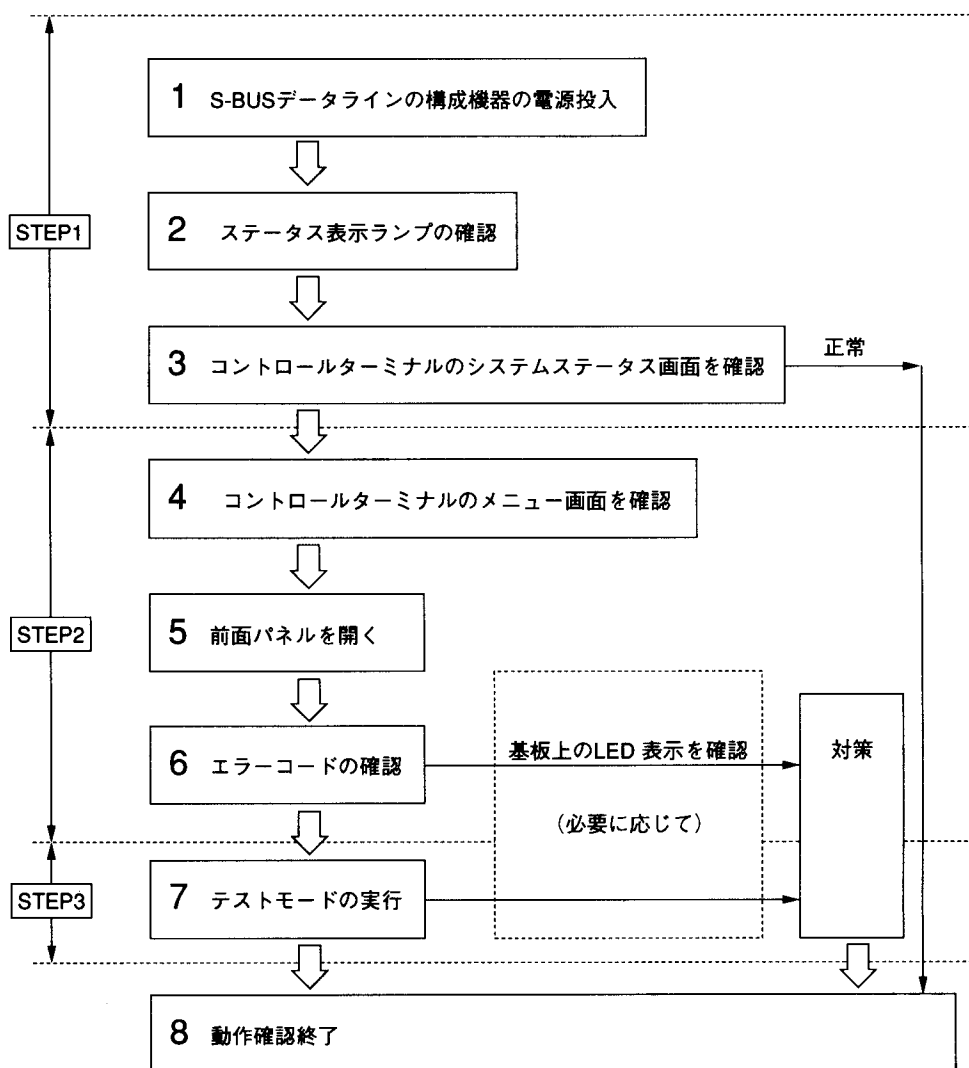 1 S-BUSデータラインの構成機器の電源投入
STEP1
2 ステータス表示ランプの確認
3 コントロールターミナルのシステムステータス画面を確認
正常
4 コントロールターミナルのメニュー画面を確認
STEP2
5 前面パネルを開く
6 エラーコードの確認
基板上のLED 表示を確認
(必要に応じて)
対策
STEP3
7 テストモードの実行
8 動作確認終了